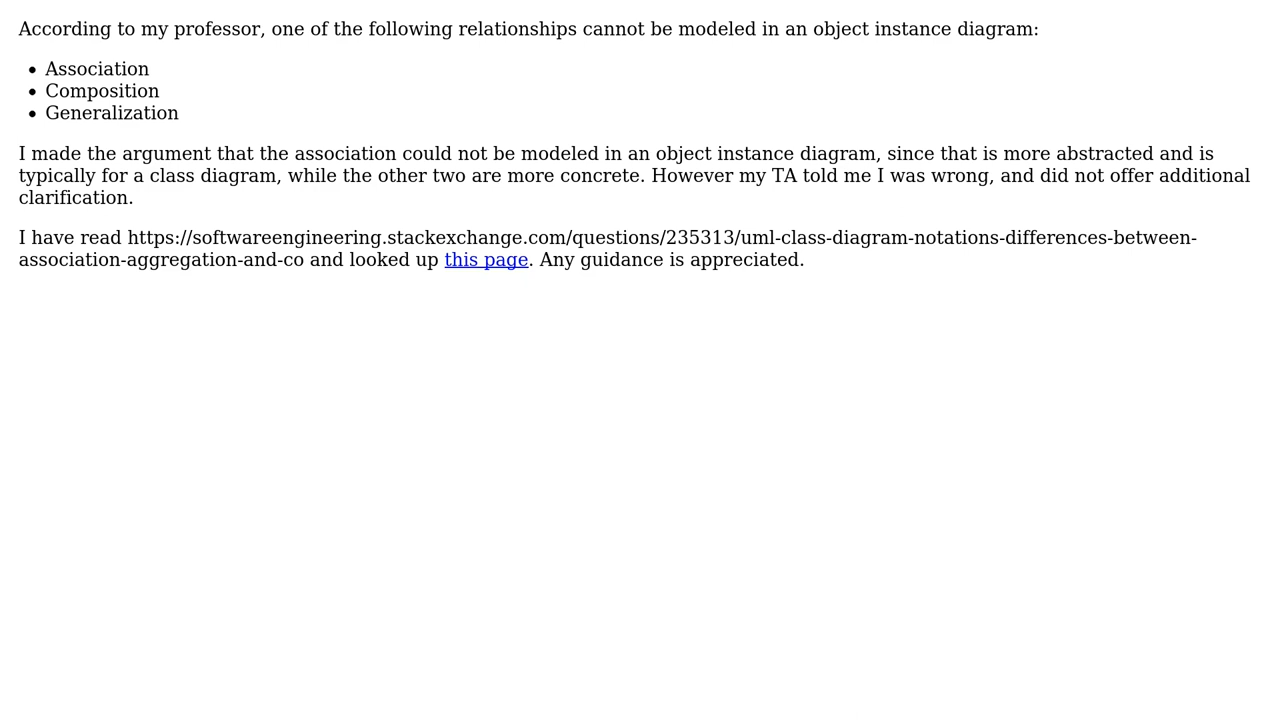 According to my professor, one of the following relationships cannot be modeled in an object instance diagram:
• Association
• Composition
• Generalization
I made the argument that the association could not be modeled in an object instance diagram, since that is more abstracted and is
typically for a class diagram, while the other two are more concrete. However my TA told me I was wrong, and did not offer additional
clarification.
I have read https://softwareengineering.stackexchange.com/questions/235313/uml-class-diagram-notations-differences-between-
association-aggregation-and-co and looked up this page. Any guidance is appreciated.